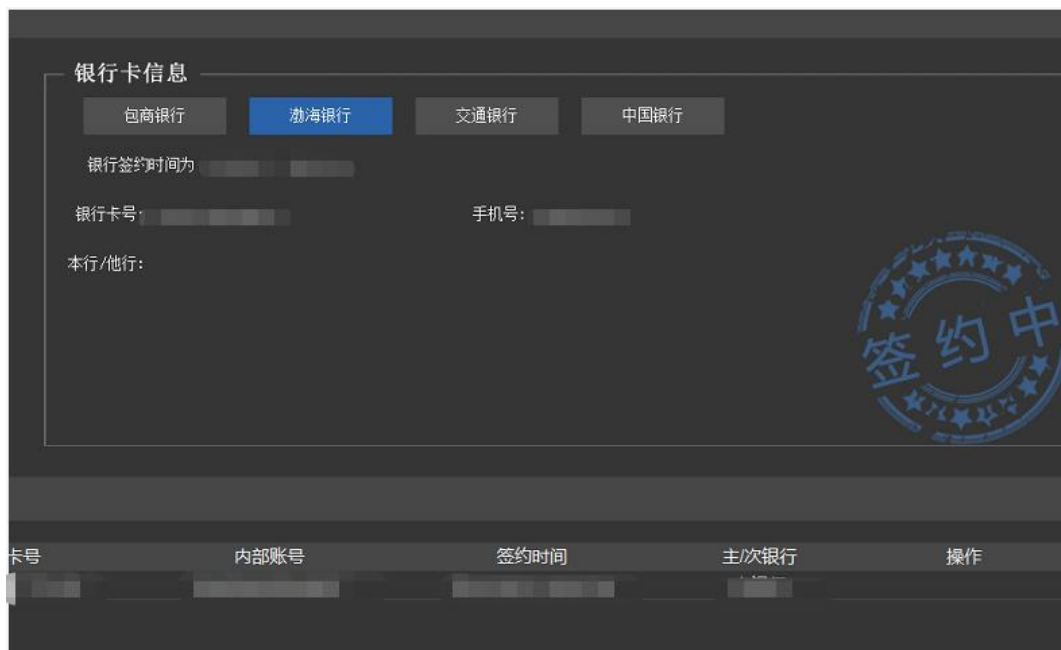 银行卡信息
包商银行 渤海银行 交通银行 中国银行
银行签约时间为
银行卡号: 手机号:
本行/他行:
签约中
卡号 内部账号 签约时间 主/次银行 操作